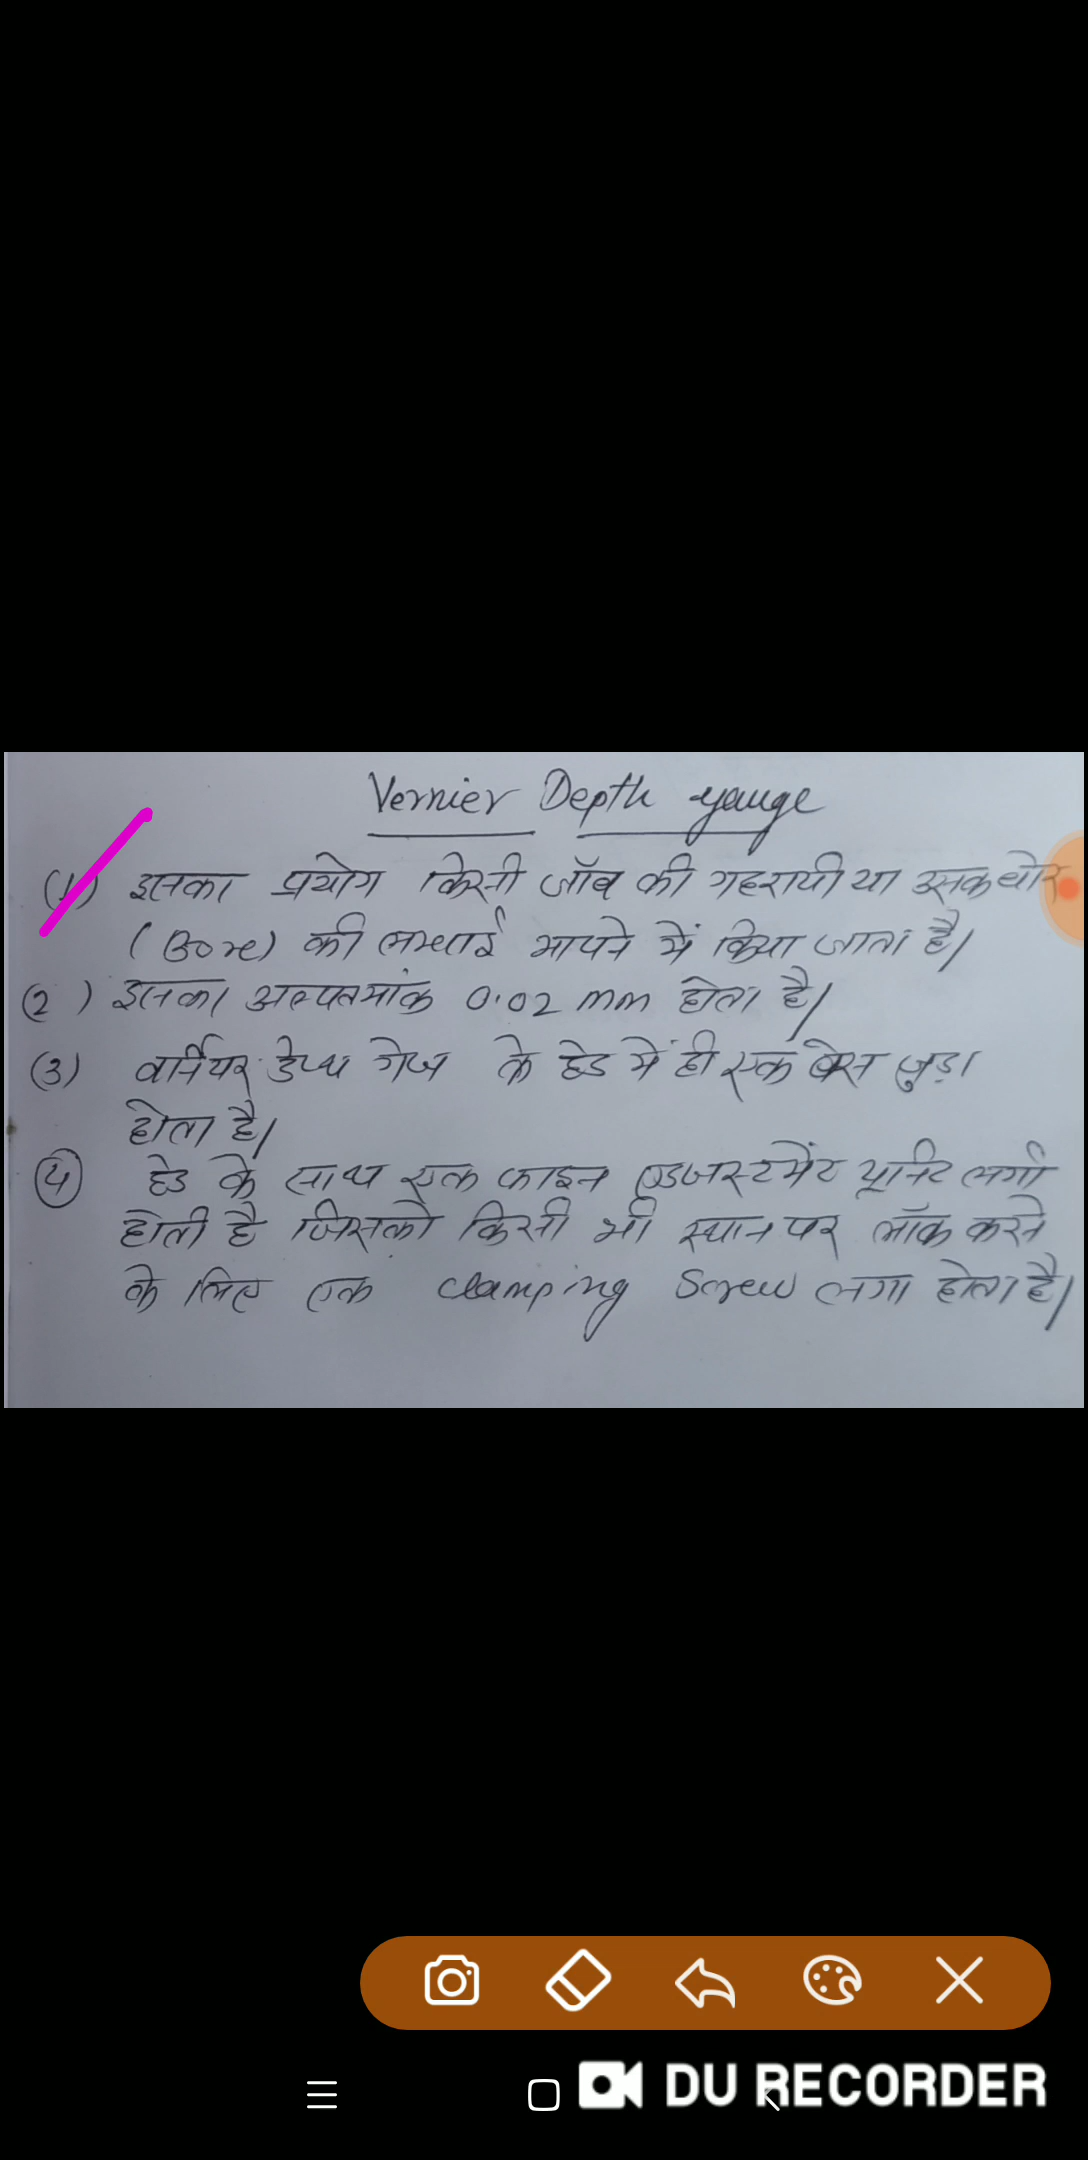 Vernier Depth gauge
(1) इसका प्रयोग किसी जॉब की गहरायी या उसक बोर
(Bore) की लम्बाई मापने में किया जाता है।
(2) इसका अल्पतमांक 0.02 mm होता है।
(3) वर्नियर डेप्थ गेज के हेड में ही एक बेस जुड़ा
होता है।
(4) हेड के साथ एक फाइन एडजस्टमेंट यूनिट लगी
होती है जिसको किसी भी स्थान पर लॉक करने
के लिए एक clamping Screw लगा होता है।
DU RECORDER